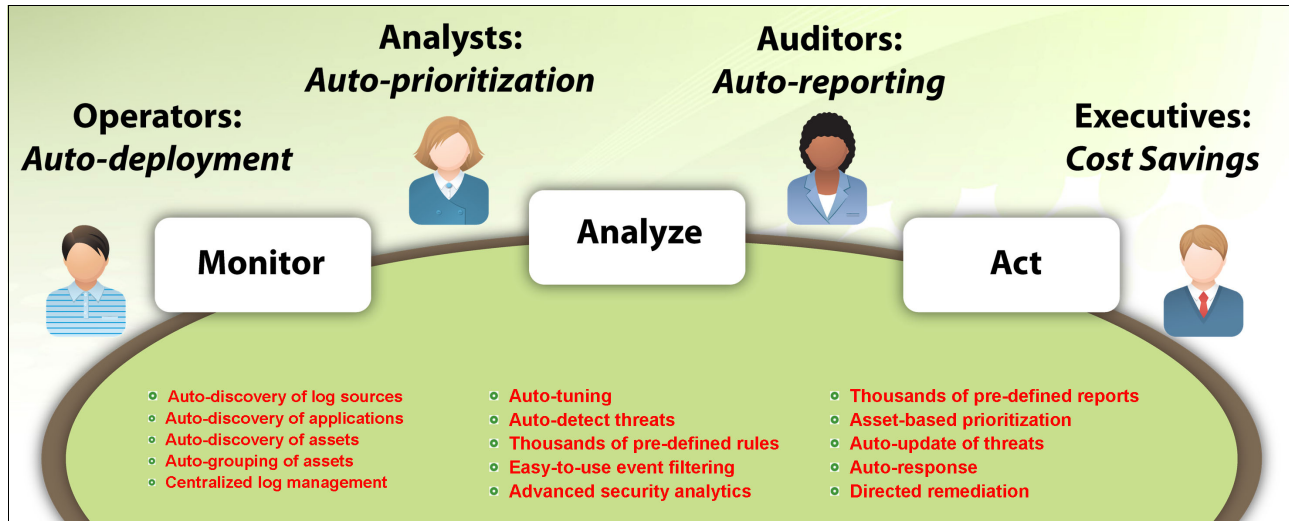 Operators:
Auto-deployment
Analysts:
Auto-prioritization
Auditors:
Auto-reporting
Executives:
Cost Savings
Monitor
Analyze
Act
Auto-discovery of log sources
Auto-discovery of applications
Auto-discovery of assets
Auto-grouping of assets
Centralized log management
Auto-tuning
Auto-detect threats
Thousands of pre-defined rules
Easy-to-use event filtering
Advanced security analytics
Thousands of pre-defined reports
Asset-based prioritization
Auto-update of threats
Auto-response
Directed remediation